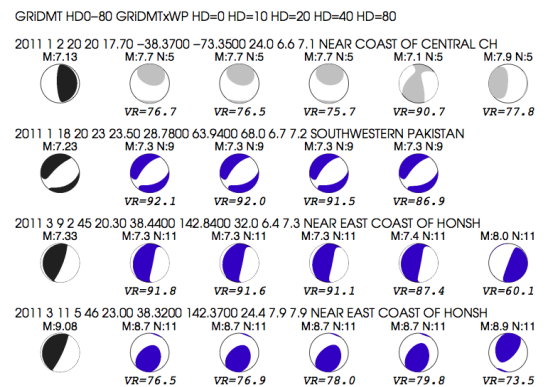 GRiDMT HD0-80 GRiDMTxWP HD=0 HD=10 HD=20 HD=40 HD=80
2011 1 2 20 20 17.70 -38.3700 -73.3500 24.0 6.6 7.1 NEAR COAST OF CENTRAL CH
M:7.13 M:7.7 N:5 M:7.7 N:5 M:7.7 N:5 M:7.1 N:5 M:7.9 N:5
VR=76.7 VR=76.5 VR=75.7 VR=90.7 VR=77.8
2011 1 18 20 23 23.50 28.7800 63.9400 68.0 6.7 7.2 SOUTHWESTERN PAKISTAN
M:7.23 M:7.3 N:9 M:7.3 N:9 M:7.3 N:9 M:7.3 N:9
VR=92.1 VR=92.0 VR=91.5 VR=86.9
2011 3 9 2 45 20.30 38.4400 142.8400 32.0 6.4 7.3 NEAR EAST COAST OF HONSH
M:7.33 M:7.3 N:11 M:7.3 N:11 M:7.3 N:11 M:7.4 N:11 M:8.0 N:11
VR=91.8 VR=91.6 VR=91.1 VR=87.4 VR=60.1
2011 3 11 5 46 23.00 38.3200 142.3700 24.4 7.9 7.9 NEAR EAST COAST OF HONSH
M:9.08 M:8.7 N:11 M:8.7 N:11 M:8.7 N:11 M:8.7 N:11 M:8.9 N:11
VR=76.5 VR=76.9 VR=78.0 VR=79.8 VR=73.5